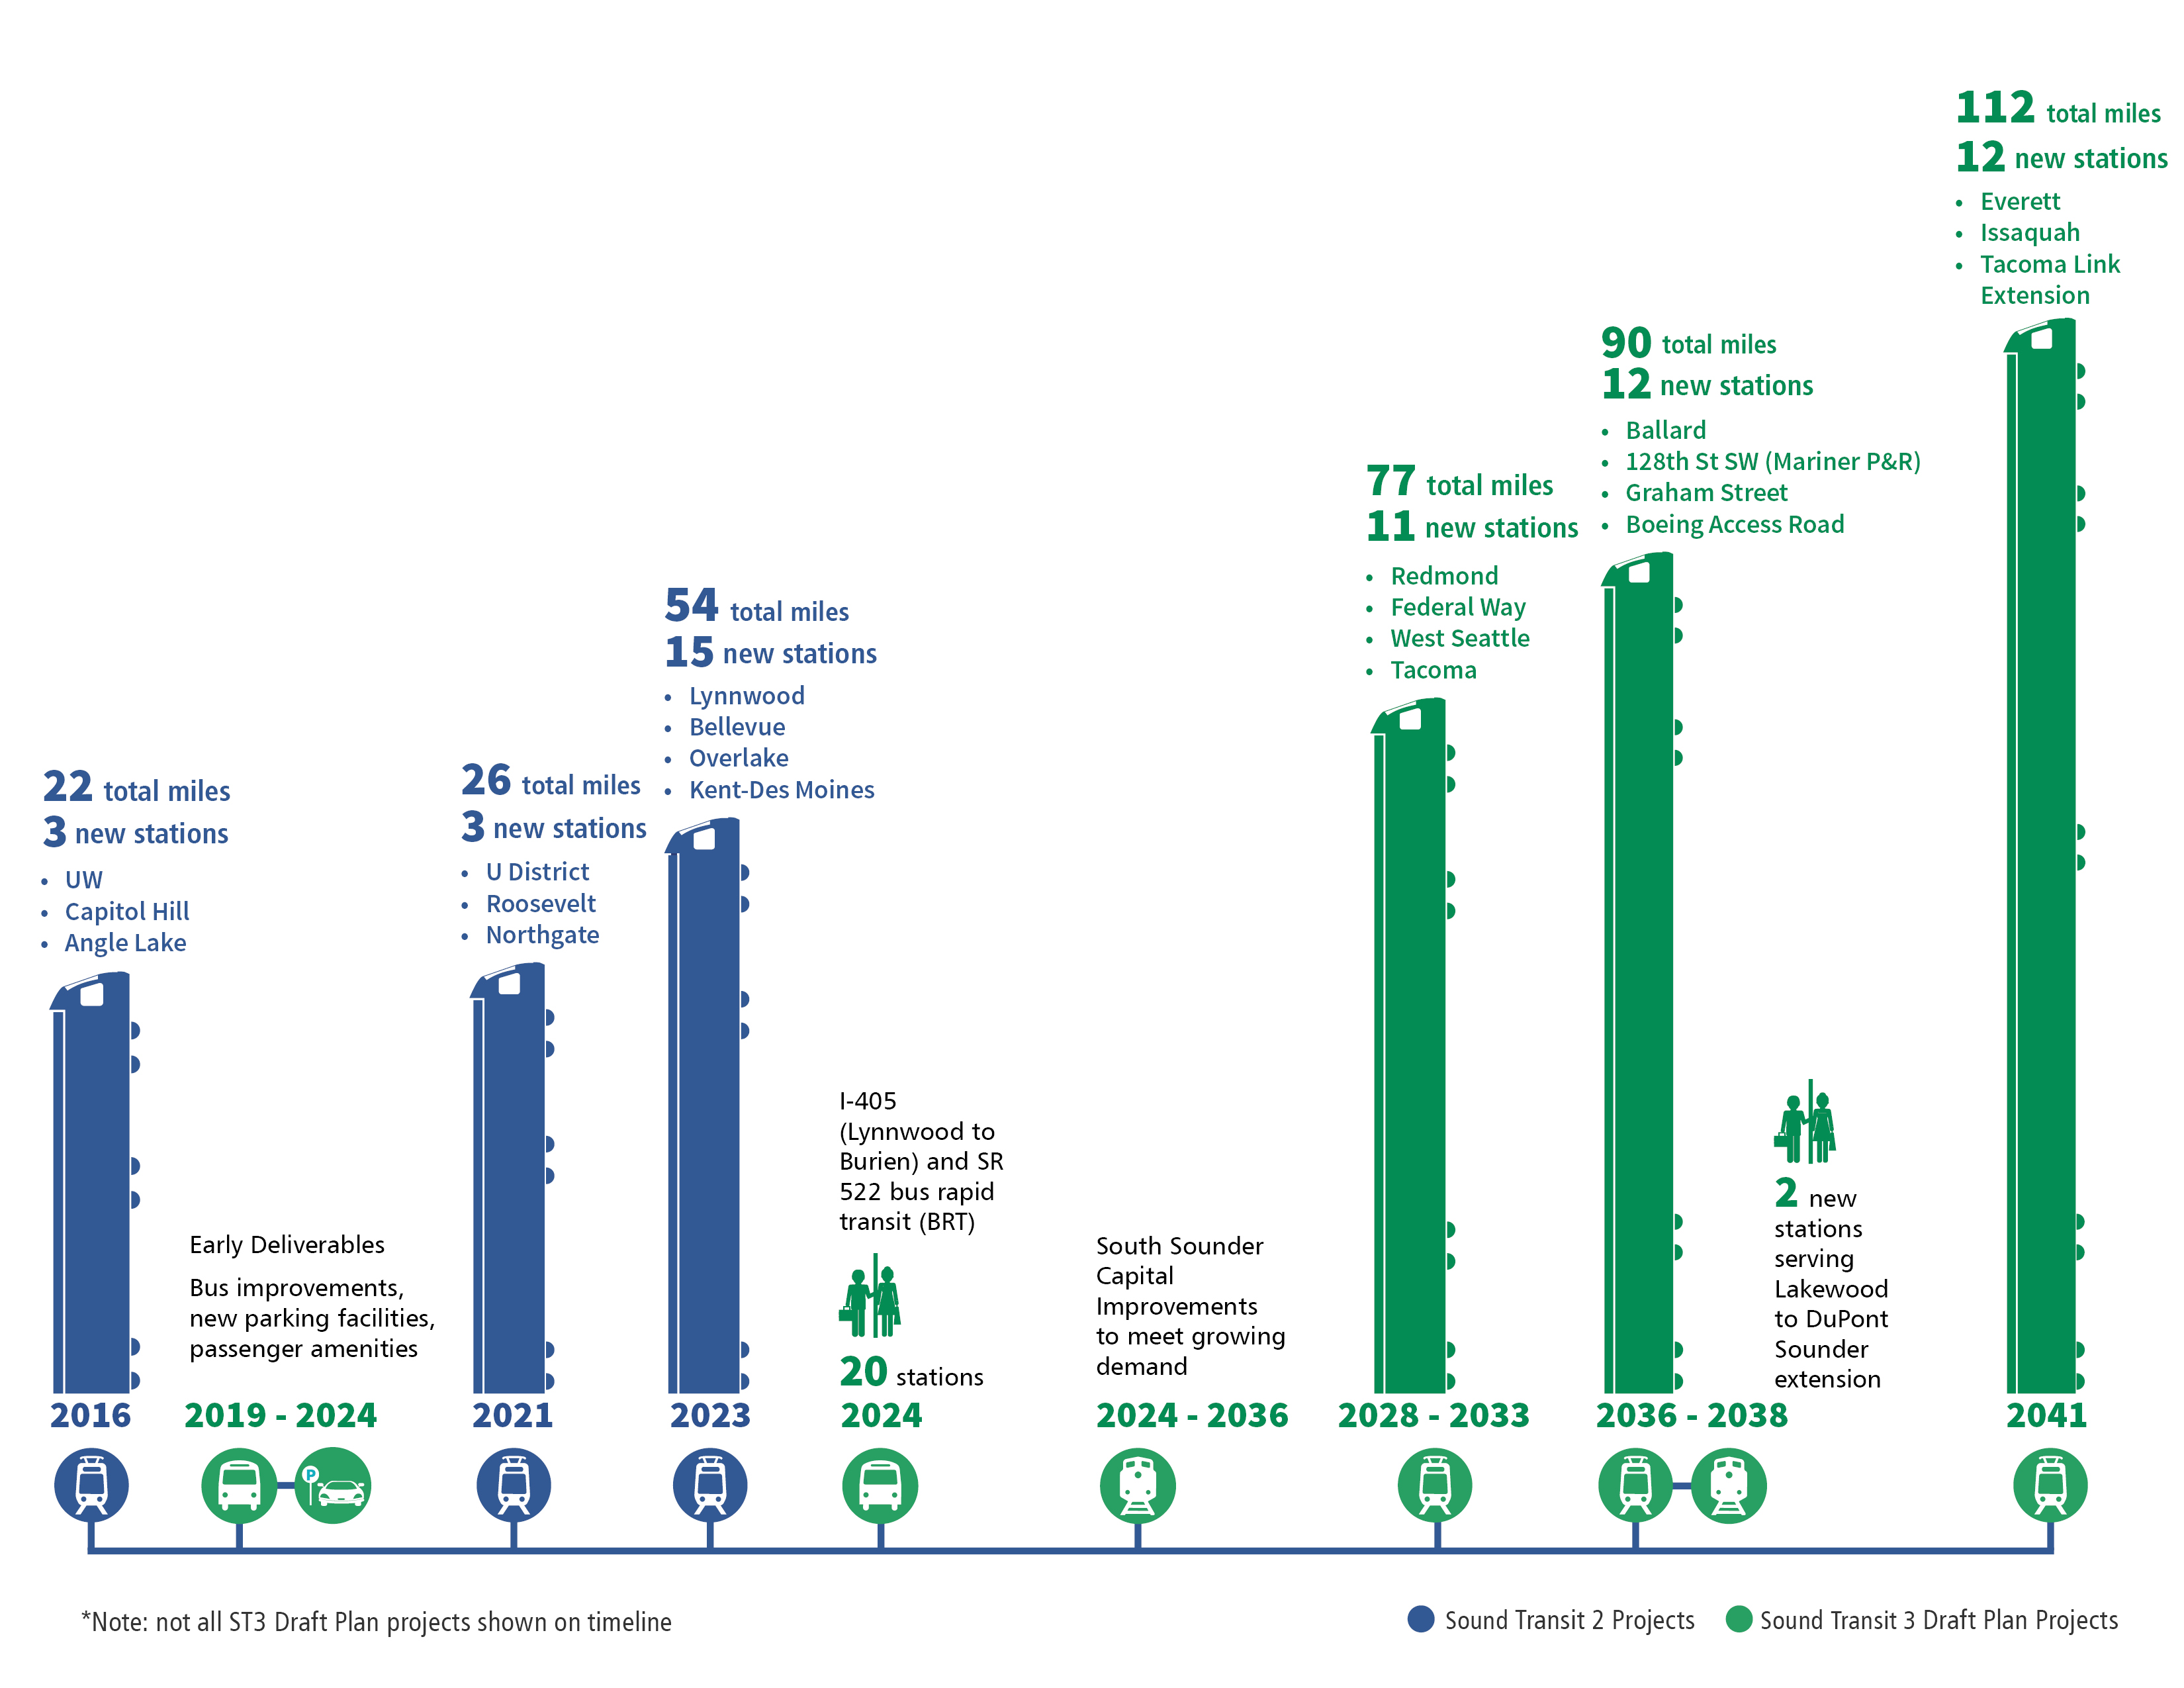 22 total miles
3 new stations
• UW
• Capitol Hill
• Angle Lake
2016
Early Deliverables
Bus improvements,
new parking facilities,
passenger amenities
2019 - 2024
P
26 total miles
3 new stations
• U District
• Roosevelt
• Northgate
2021
54 total miles
15 new stations
• Lynnwood
• Bellevue
• Overlake
• Kent-Des Moines
2023
I-405
(Lynnwood to
Burien) and SR
522 bus rapid
transit (BRT)
20 stations
2024
South Sounder
Capital
Improvements
to meet growing
demand
2024 - 2036
77 total miles
11 new stations
• Redmond
• Federal Way
• West Seattle
• Tacoma
2028 - 2033
90 total miles
12 new stations
• Ballard
• 128th St SW (Mariner P&R)
• Graham Street
• Boeing Access Road
2 new
stations
serving
Lakewood
to DuPont
Sounder
extension
2036 - 2038
112 total miles
12 new stations
• Everett
• Issaquah
• Tacoma Link
Extension
2041
*Note: not all ST3 Draft Plan projects shown on timeline
Sound Transit 2 Projects
Sound Transit 3 Draft Plan Projects